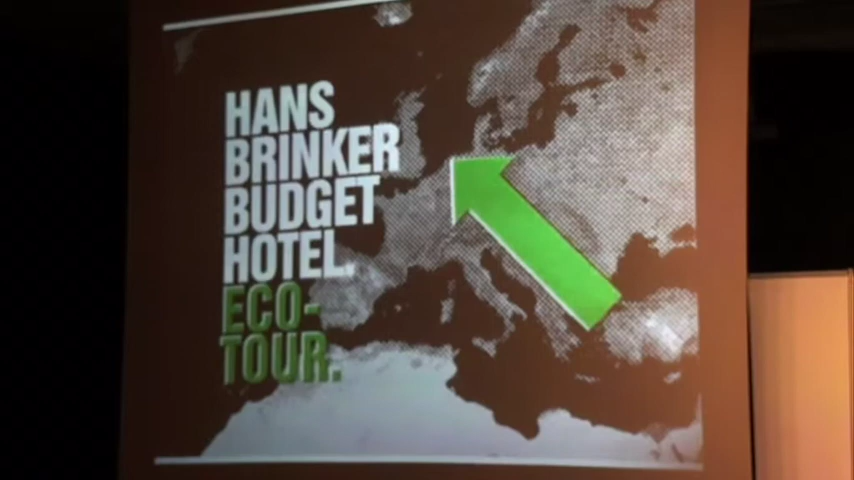 HANS
BRINKER
BUDGET
HOTEL.
ECO-
TOUR.